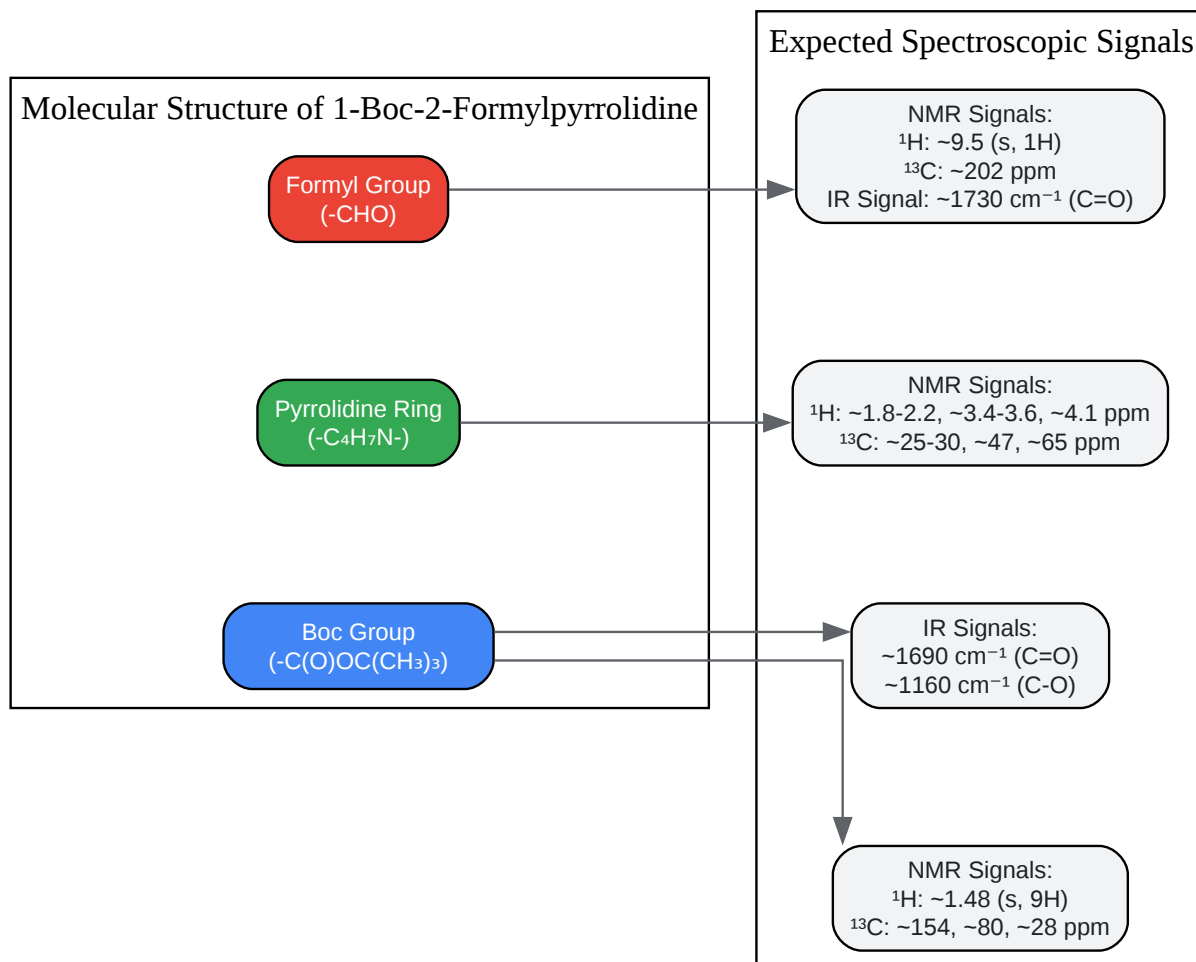 Expected Spectroscopic Signals
Molecular Structure of 1-Boc-2-Formylpyrrolidine
Formyl Group
(-CHO)
NMR Signals:
¹H: ~9.5 (s, 1H)
¹³C: ~202 ppm
IR Signal: ~1730 cm⁻¹ (C=O)
Pyrrolidine Ring
(-C₄H₇N-)
NMR Signals:
¹H: ~1.8-2.2, ~3.4-3.6, ~4.1 ppm
¹³C: ~25-30, ~47, ~65 ppm
Boc Group
(-C(O)OC(CH₃)₃)
IR Signals:
~1690 cm⁻¹ (C=O)
~1160 cm⁻¹ (C-O)
NMR Signals:
¹H: ~1.48 (s, 9H)
¹³C: ~154, ~80, ~28 ppm